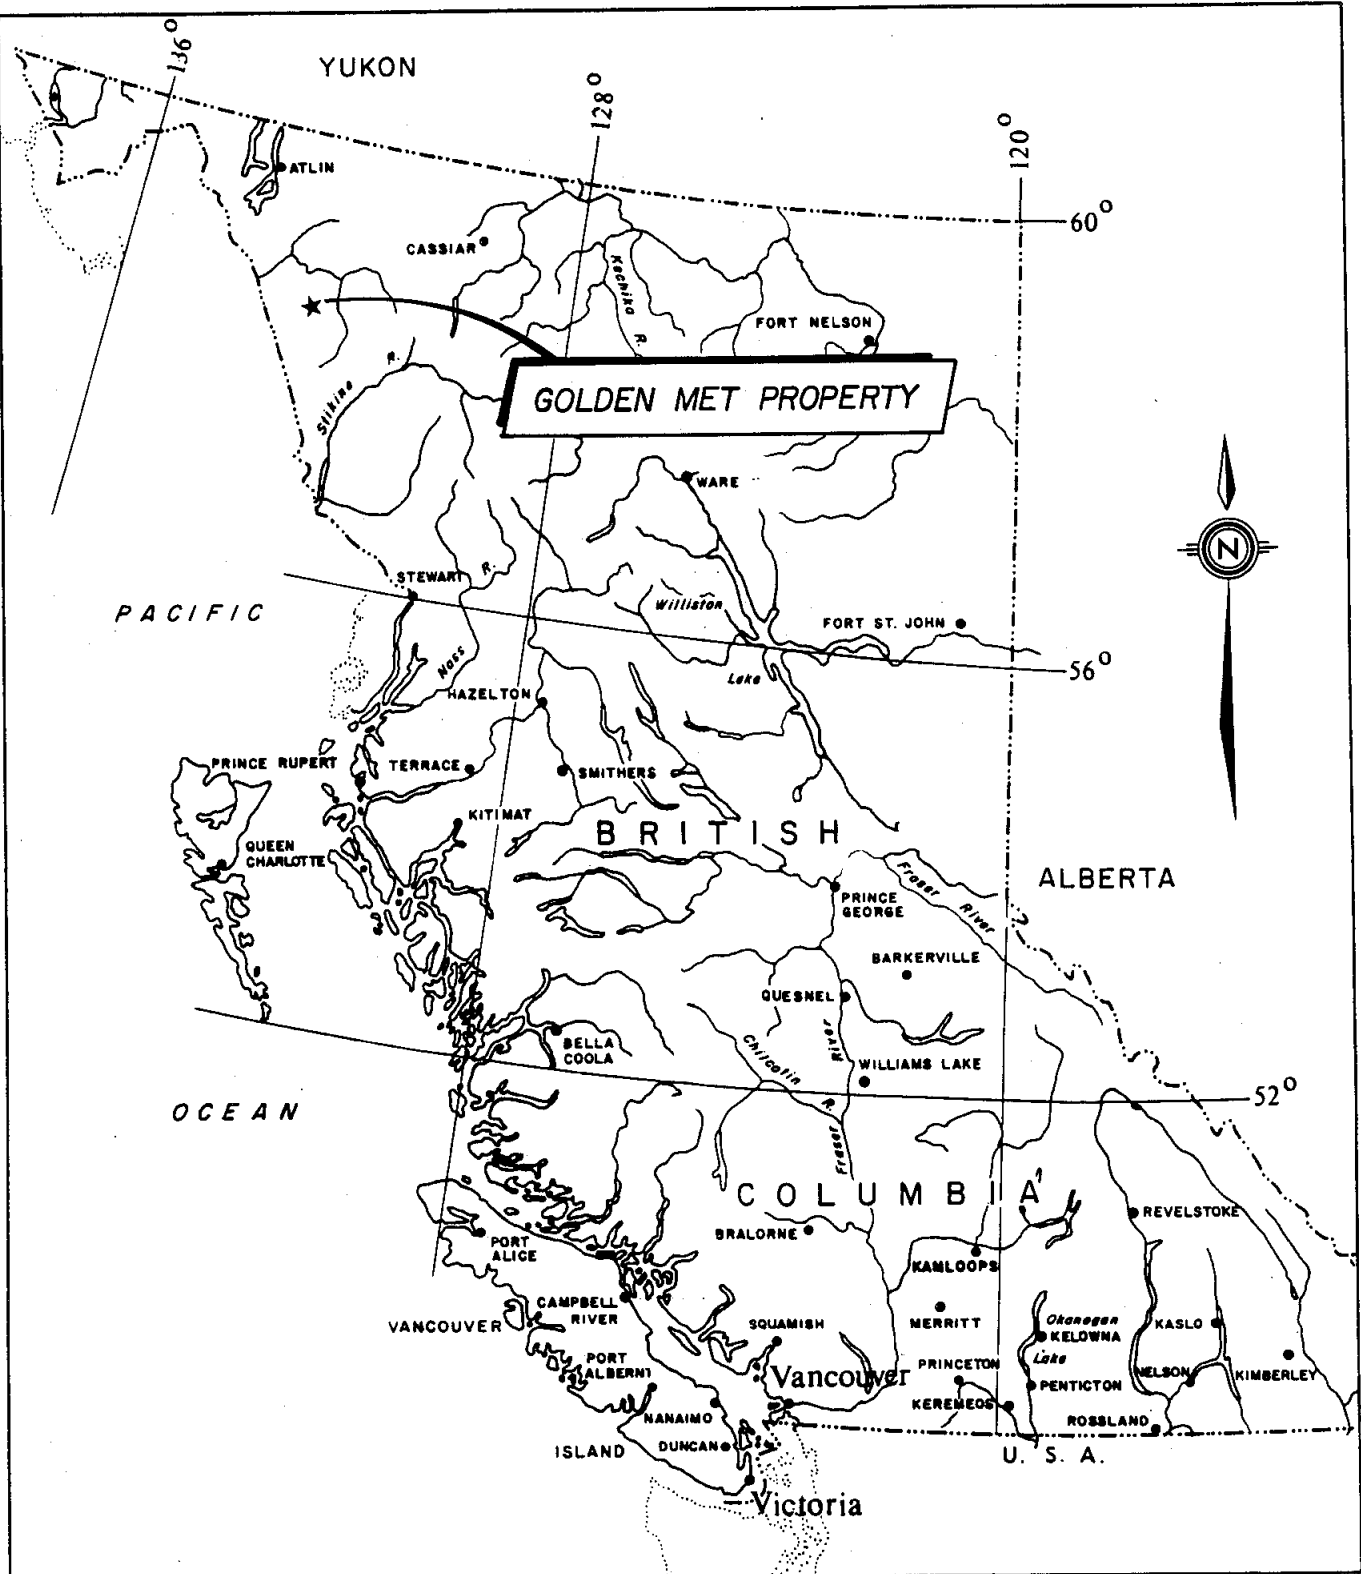 136°
YUKON
128°
120°
60°
ATLIN
CASSIAR
Kechika R.
FORT NELSON
Stikine R.
GOLDEN MET PROPERTY
WARE
N
STEWART
R.
PACIFIC
Williston
FORT ST. JOHN
56°
Nass
Lake
HAZELTON
PRINCE RUPERT
TERRACE
SMITHERS
KITIMAT
BRITISH
QUEEN
CHARLOTTE
ALBERTA
Fraser River
PRINCE
GEORGE
BARKERVILLE
QUESNEL
River
BELLA
COOLA
Chilcotin R.
WILLIAMS LAKE
52°
OCEAN
Fraser
COLUMBIA
REVELSTOKE
BRALORNE
PORT
ALICE
KAMLOOPS
CAMPBELL
RIVER
VANCOUVER
SQUAMISH
MERRITT
Okanagan
KELOWNA
Lake
KASLO
PORT
ALBERNI
Vancouver
PRINCETON
PENTICTON
NELSON
KIMBERLEY
NANAIMO
KEREMEOS
ROSSLAND
ISLAND
DUNCAN
U. S. A.
Victoria